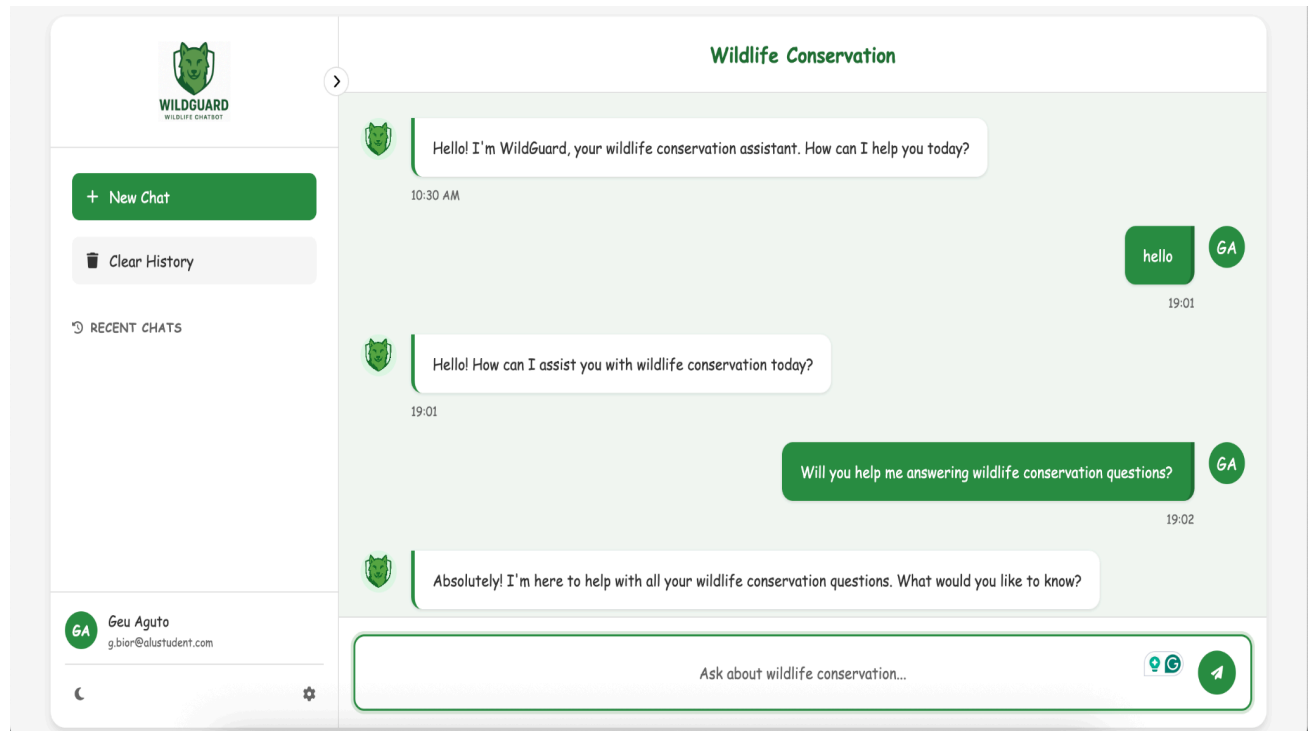 WILDGUARD
WILDLIFE CHATBOT
+ New Chat
Clear History
RECENT CHATS
GA
Geu Aguto
g.bior@alustudent.com
Wildlife Conservation
Hello! I'm WildGuard, your wildlife conservation assistant. How can I help you today?
10:30 AM
hello
GA
19:01
Hello! How can I assist you with wildlife conservation today?
19:01
Will you help me answering wildlife conservation questions?
GA
19:02
Absolutely! I'm here to help with all your wildlife conservation questions. What would you like to know?
Ask about wildlife conservation...